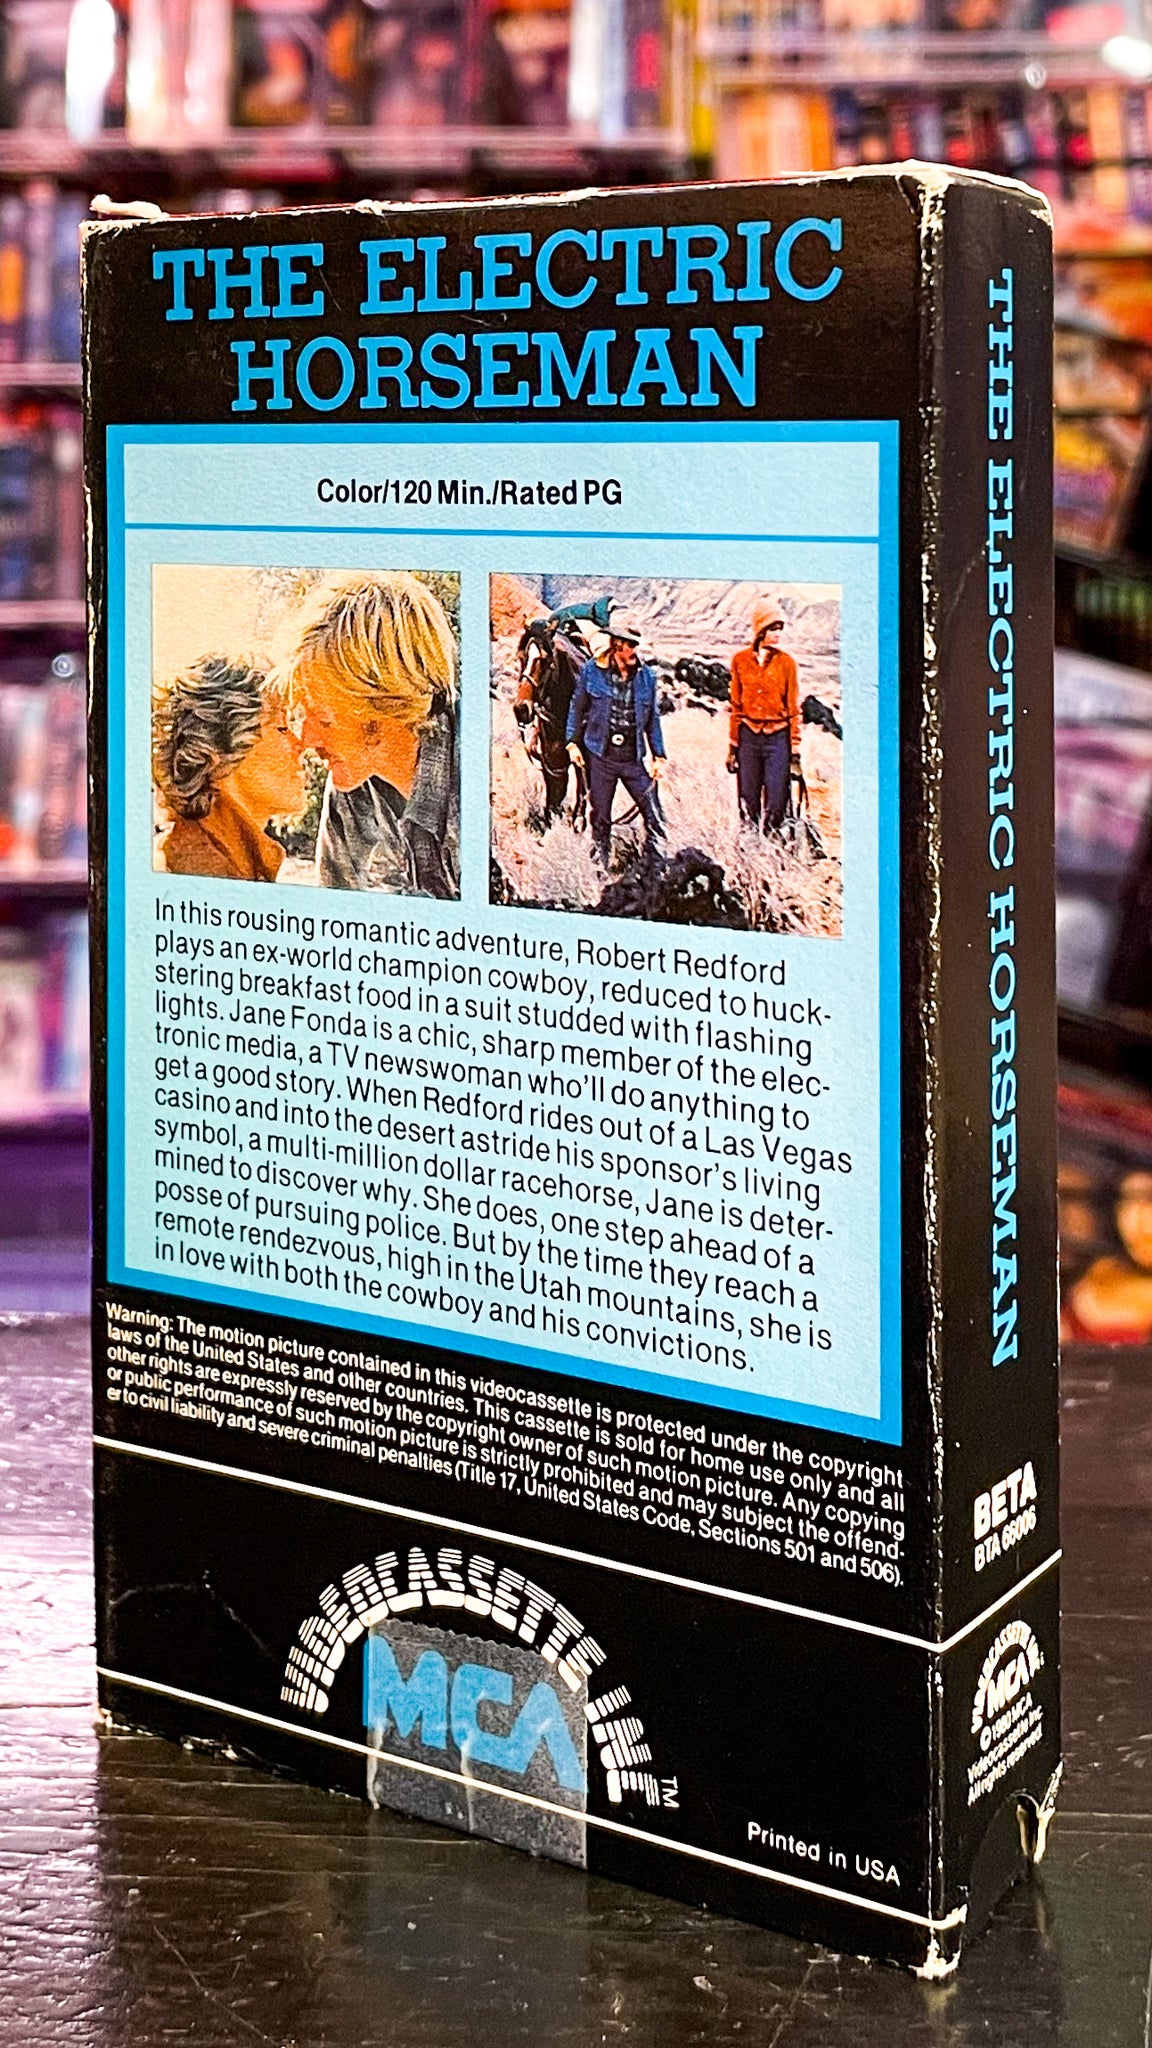 THE ELECTRIC
HORSEMAN
Color/120 Min./Rated PG
In this rousing romantic adventure, Robert Redford
plays an ex-world champion cowboy, reduced to huck-
stering breakfast food in a suit studded with flashing
lights. Jane Fonda is a chic, sharp member of the elec-
tronic media, a TV newswoman who'll do anything to
get a good story. When Redford rides out of a Las Vegas
casino and into the desert astride his sponsor's living
symbol, a multi-million dollar racehorse, Jane is deter-
mined to discover why. She does, one step ahead of a
posse of pursuing police. But by the time they reach a
remote rendezvous, high in the Utah mountains, she is
in love with both the cowboy and his convictions.
Warning: The motion picture contained in this videocassette is protected under the copyright
laws of the United States and other countries. This cassette is sold for home use only and all
other rights are expressly reserved by the copyright owner of such motion picture. Any copying
or public performance of such motion picture is strictly prohibited and may subject the offend-
er to civil liability and severe criminal penalties (Title 17, United States Code, Sections 501 and 506).
VIDEOCASSETTE INC.
MCA
TM
Printed in USA
THE ELECTRIC HORSEMAN
BETA
BTA 66006
VIDEOCASSETTE INC.
MCA
© 1980 MCA
Videocassette Inc.
All rights reserved.